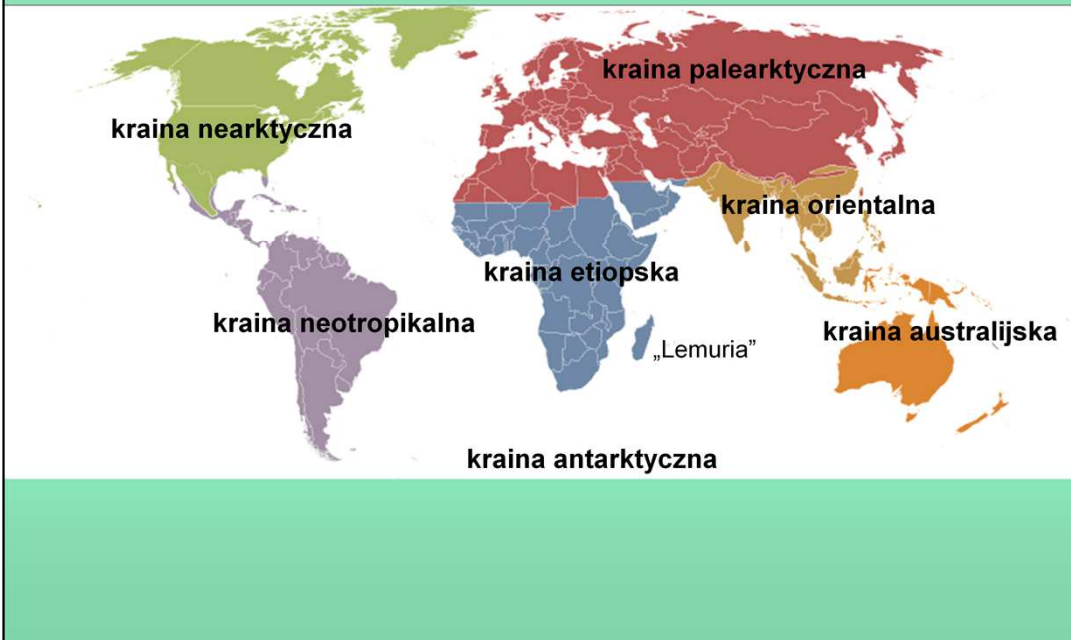 kraina palearktyczna
kraina nearktyczna
kraina orientalna
kraina etiopska
kraina neotropikalna
kraina australijska
„Lemuria”
kraina antarktyczna